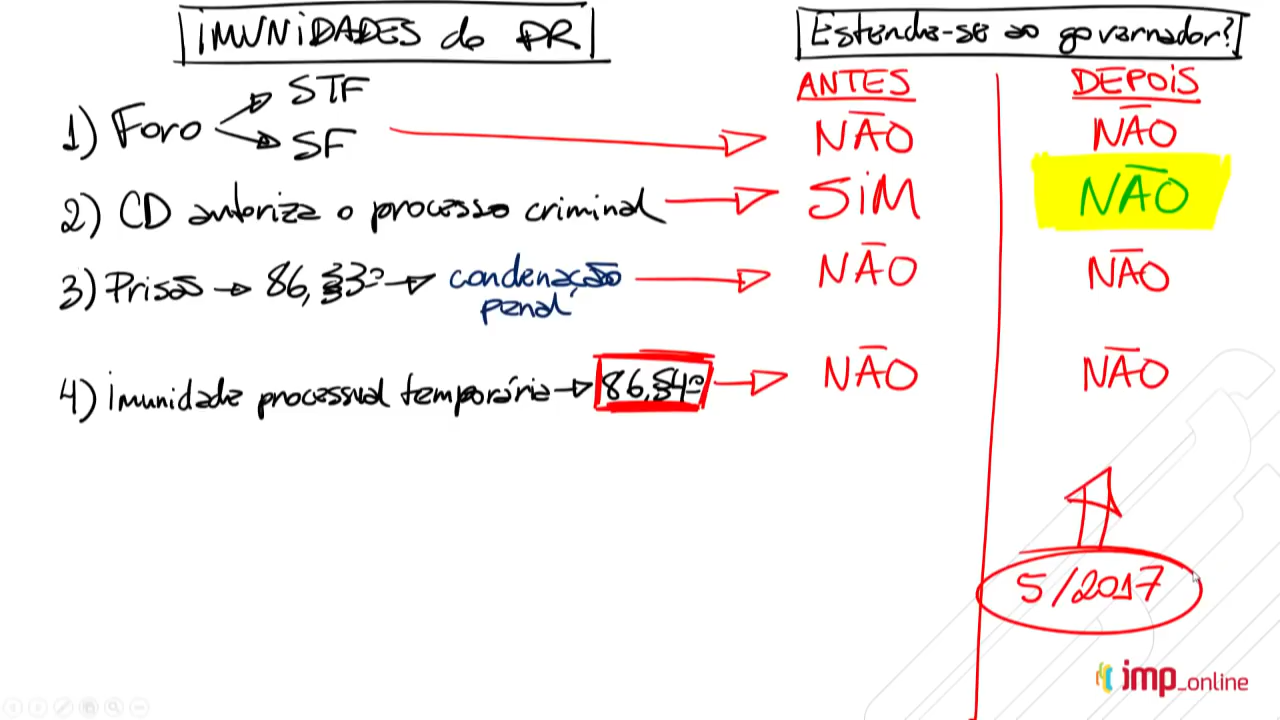 IMUNIDADES do PR
Estende-se ao governador?
ANTES DEPOIS
1) Foro STF
SF NÃO NÃO
2) CD autoriza o processo criminal SIM NÃO
3) Prisão 86, §3º condenação penal NÃO NÃO
4) Imunidade processual temporária 86, §4º NÃO NÃO
5/2017
imp_online